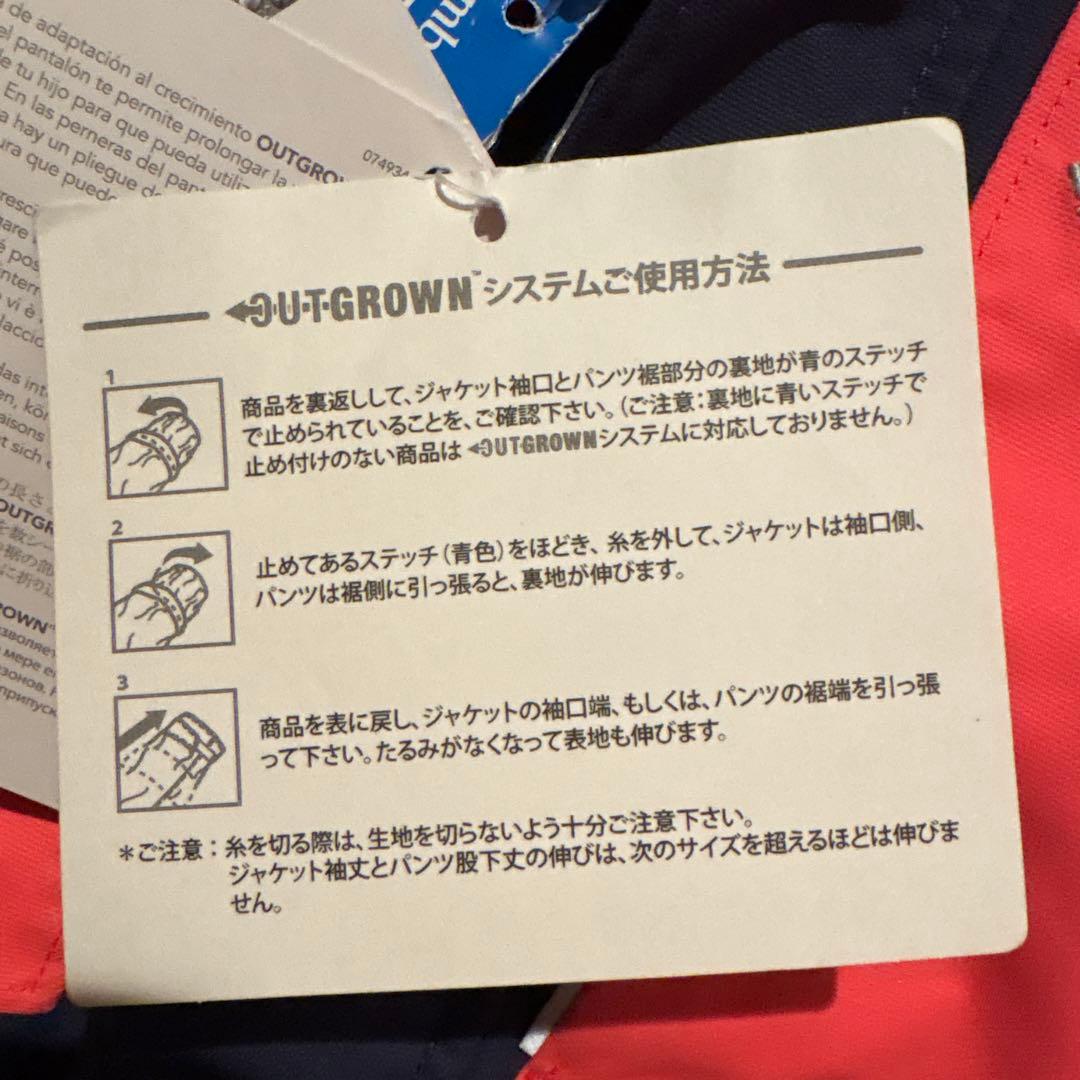 de adaptación al crecimiento OUTGROW
el pantalón te permite prolongar la
de tu hijo para que pueda utiliz
En las perneras del pant
a hay un pliegue de
ura que puede
074934
OUTGROWN™システムご使用方法
1
商品を裏返しして、ジャケット袖口とパンツ裾部分の裏地が青のステッチ
で止められていることを、ご確認下さい。(ご注意：裏地に青いステッチで
止め付けのない商品はOUTGROWNシステムに対応しておりません。)
2
止めてあるステッチ(青色)をほどき、糸を外して、ジャケットは袖口側、
パンツは裾側に引っ張ると、裏地が伸びます。
3
商品を表に戻し、ジャケットの袖口端、もしくは、パンツの裾端を引っ張
って下さい。たるみがなくなって表地も伸びます。
＊ご注意：糸を切る際は、生地を切らないよう十分ご注意下さい。
ジャケット袖丈とパンツ股下丈の伸びは、次のサイズを超えるほどは伸びま
せん。